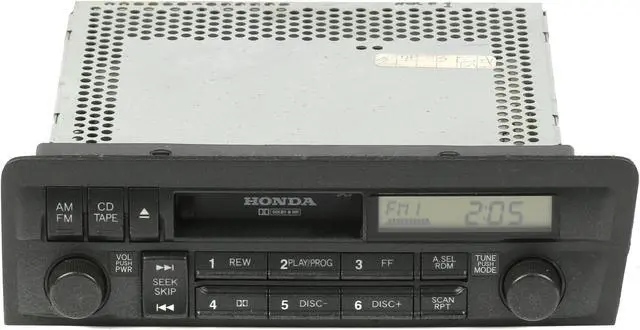 HONDA
DOLBY B NR
AM
FM
CD
TAPE
FM1
2:05
VOL
PUSH
PWR
SEEK
SKIP
1 REW
2 PLAY/PROG
3 FF
A.SEL
RDM
TUNE
PUSH
MODE
4
5 DISC-
6 DISC+
SCAN
RPT